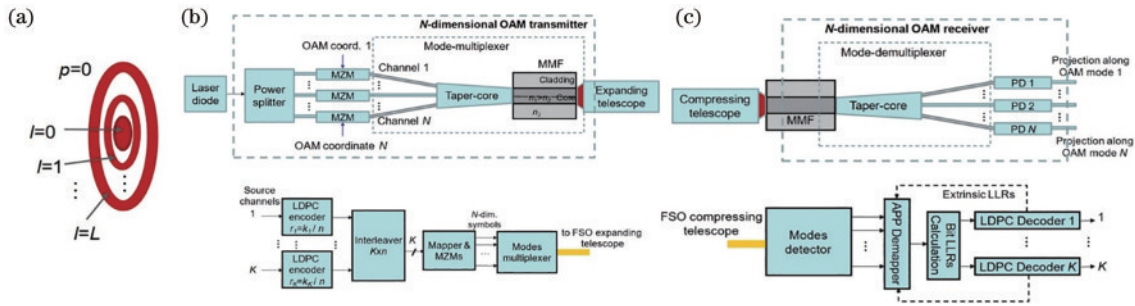 (a)
p=0
l=0
l=1
⋮
⋮
l=L
(b)
N-dimensional OAM transmitter
Mode-multiplexer
OAM coord. 1
Channel 1
MMF
Laser
diode
Power
splitter
MZM
⋮
MZM
⋮
MZM
Taper-core
Cladding
Core
Expanding
telescope
Channel N
OAM coordinate N
Source
channels
1
LDPC
encoder
r₁=k₁/ n
⋮
K
LDPC
encoder
Interleaver
Kxn
K
Mapper &
MZMs
N-dim.
symbols
Modes
multiplexer
to FSO expanding
telescope
(c)
N-dimensional OAM receiver
Mode-demultiplexer
Compressing
telescope
MMF
Taper-core
PD 1
PD 2
⋮
PD N
Projection along
OAM mode 1
Projection along
OAM mode N
Extrinsic LLRs
FSO compressing
telescope
Modes
detector
APP Demapper
Bit LLRs
Calculation
LDPC Decoder 1
1
⋮
LDPC Decoder K
K